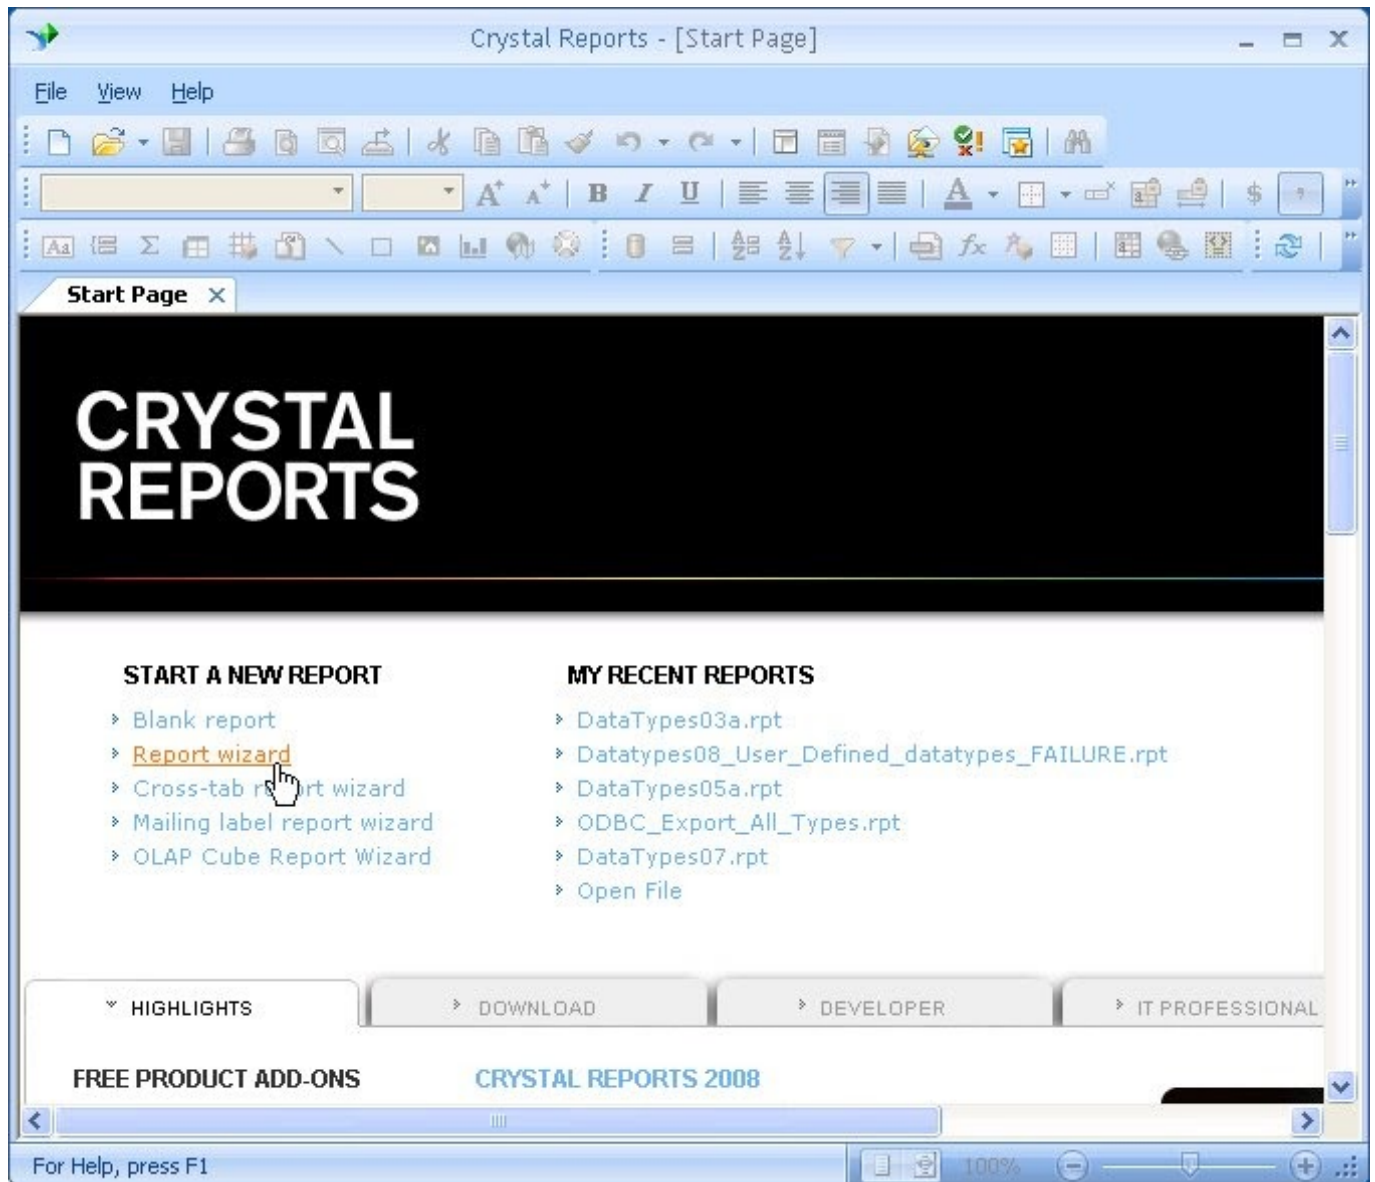 Crystal Reports - [Start Page]
File View Help
B I U A $ ,
Aa Σ fx
Start Page
CRYSTAL
REPORTS
START A NEW REPORT
Blank report
Report wizard
Cross-tab report wizard
Mailing label report wizard
OLAP Cube Report Wizard
MY RECENT REPORTS
DataTypes03a.rpt
Datatypes08_User_Defined_datatypes_FAILURE.rpt
DataTypes05a.rpt
ODBC_Export_All_Types.rpt
DataTypes07.rpt
Open File
HIGHLIGHTS DOWNLOAD DEVELOPER IT PROFESSIONAL
FREE PRODUCT ADD-ONS CRYSTAL REPORTS 2008
For Help, press F1 100%